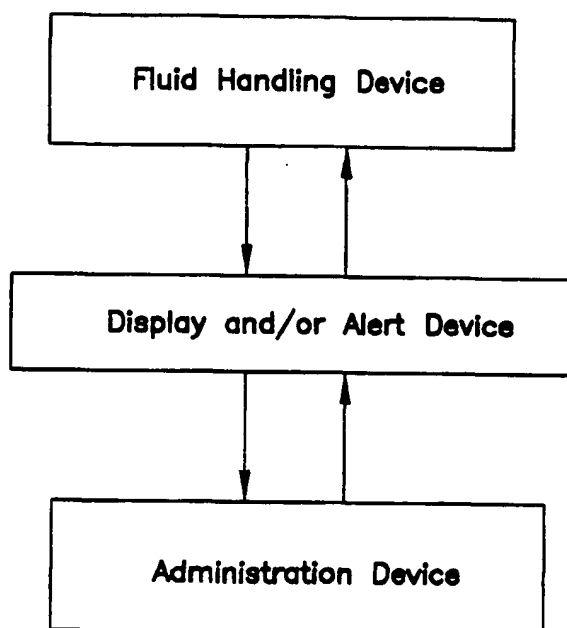 Fluid Handling Device
Display and/or Alert Device
Administration Device